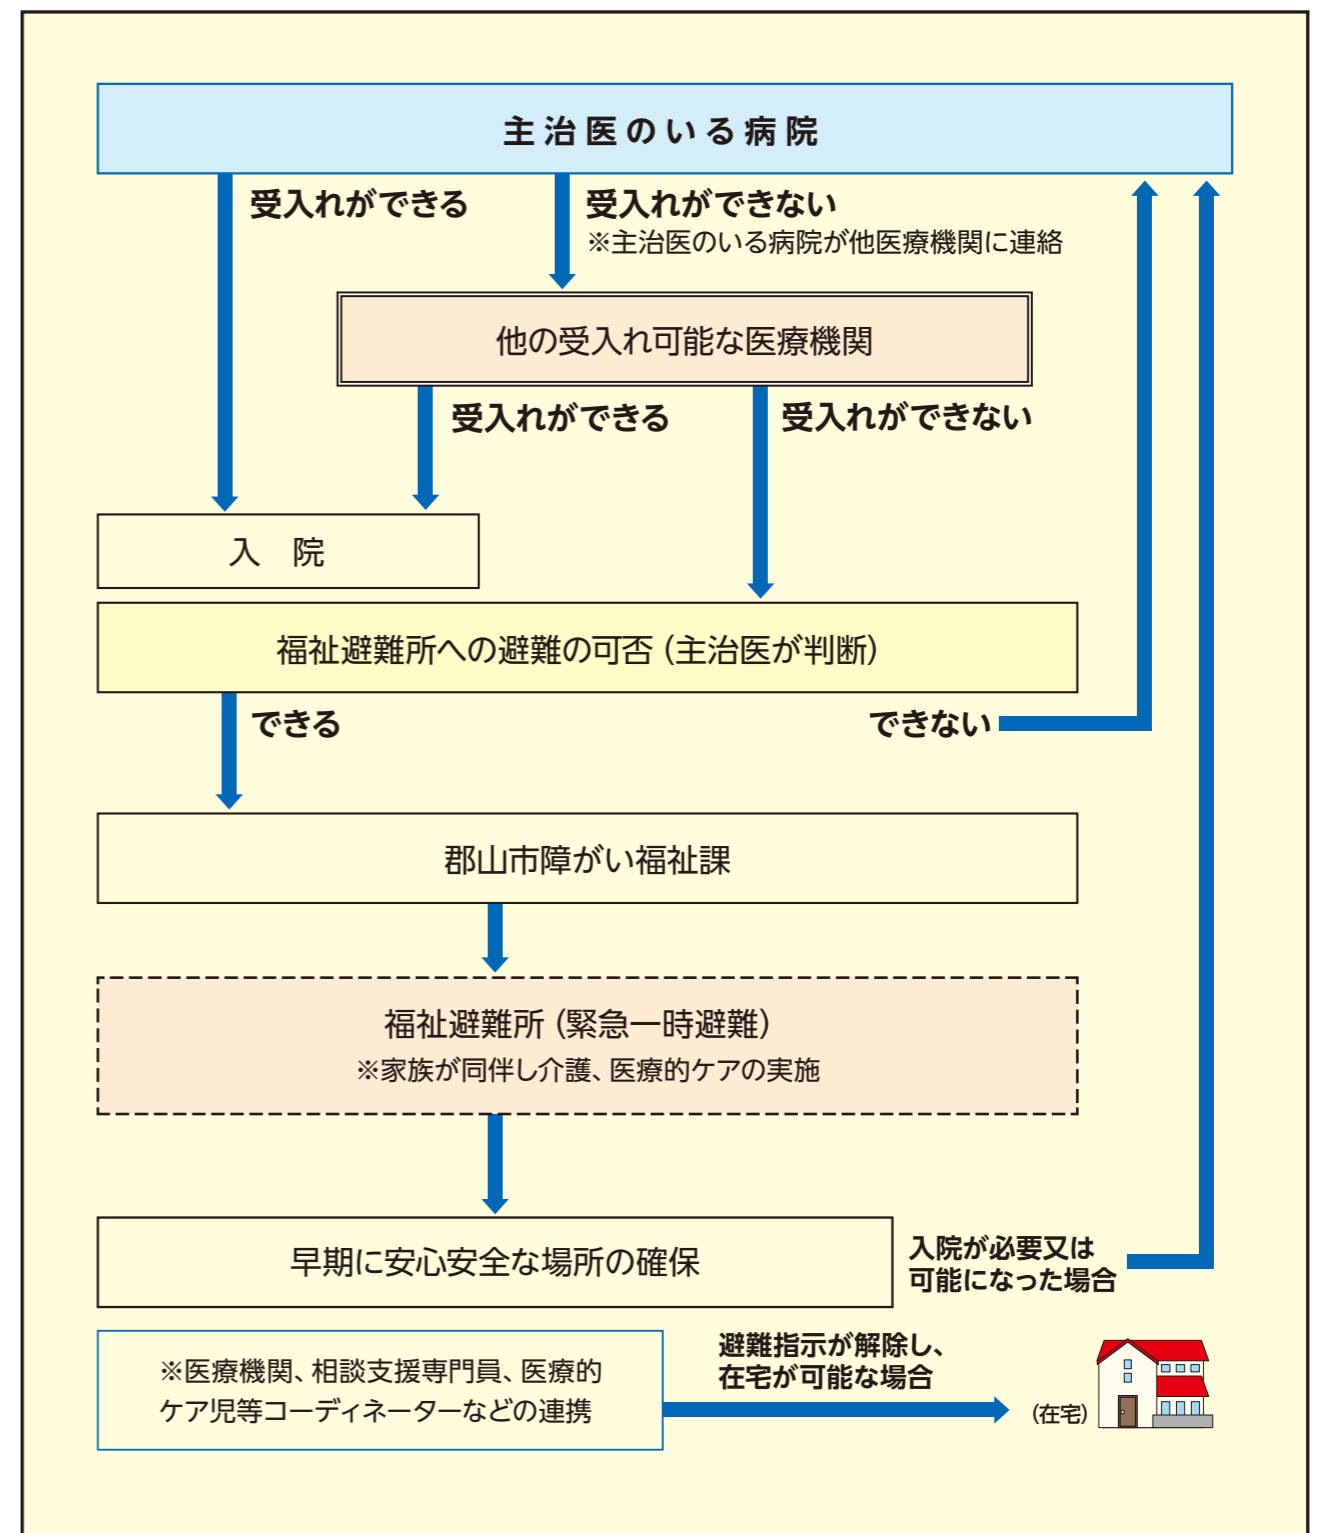 主治医のいる病院
受入れができる
受入れができない
※主治医のいる病院が他医療機関に連絡
他の受入れ可能な医療機関
受入れができる
受入れができない
入　院
福祉避難所への避難の可否（主治医が判断）
できる
できない
郡山市障がい福祉課
福祉避難所（緊急一時避難）
※家族が同伴し介護、医療的ケアの実施
早期に安心安全な場所の確保
入院が必要又は
可能になった場合
※医療機関、相談支援専門員、医療的
ケア児等コーディネーターなどの連携
避難指示が解除し、
在宅が可能な場合
（在宅）